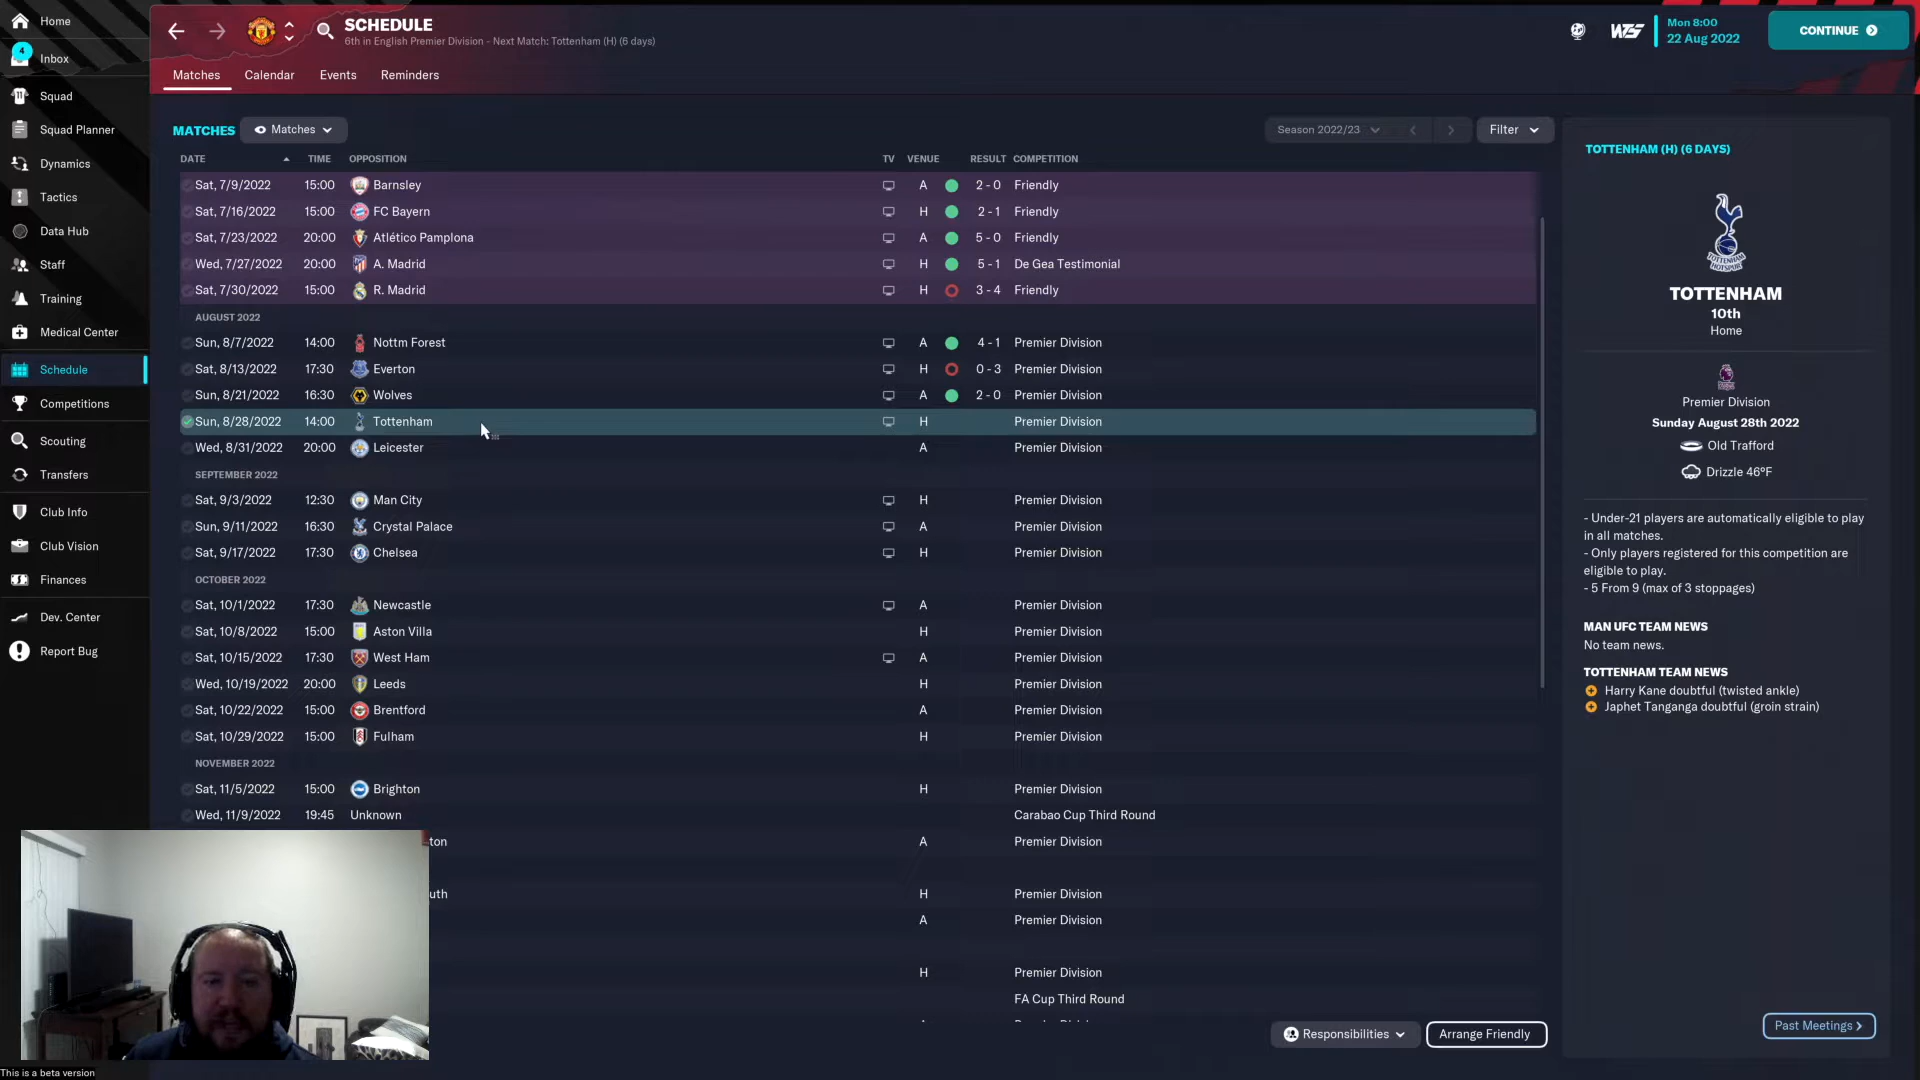 Home
4
Inbox
Squad
Squad Planner
Dynamics
Tactics
Data Hub
Staff
Training
Medical Center
Schedule
Competitions
Scouting
Transfers
Club Info
Club Vision
Finances
Dev. Center
Report Bug
SCHEDULE
6th in English Premier Division - Next Match: Tottenham (H) (6 days)
Mon 8:00
22 Aug 2022
CONTINUE
Matches Calendar Events Reminders
MATCHES Matches
Season 2022/23 Filter
DATE TIME OPPOSITION TV VENUE RESULT COMPETITION
Sat, 7/9/2022 15:00 Barnsley A 2 - 0 Friendly
Sat, 7/16/2022 15:00 FC Bayern H 2 - 1 Friendly
Sat, 7/23/2022 20:00 Atlético Pamplona A 5 - 0 Friendly
Wed, 7/27/2022 20:00 A. Madrid H 5 - 1 De Gea Testimonial
Sat, 7/30/2022 15:00 R. Madrid H 3 - 4 Friendly
AUGUST 2022
Sun, 8/7/2022 14:00 Nottm Forest A 4 - 1 Premier Division
Sat, 8/13/2022 17:30 Everton H 0 - 3 Premier Division
Sun, 8/21/2022 16:30 Wolves A 2 - 0 Premier Division
Sun, 8/28/2022 14:00 Tottenham H Premier Division
Wed, 8/31/2022 20:00 Leicester A Premier Division
SEPTEMBER 2022
Sat, 9/3/2022 12:30 Man City H Premier Division
Sun, 9/11/2022 16:30 Crystal Palace A Premier Division
Sat, 9/17/2022 17:30 Chelsea H Premier Division
OCTOBER 2022
Sat, 10/1/2022 17:30 Newcastle A Premier Division
Sat, 10/8/2022 15:00 Aston Villa H Premier Division
Sat, 10/15/2022 17:30 West Ham A Premier Division
Wed, 10/19/2022 20:00 Leeds H Premier Division
Sat, 10/22/2022 15:00 Brentford A Premier Division
Sat, 10/29/2022 15:00 Fulham H Premier Division
NOVEMBER 2022
Sat, 11/5/2022 15:00 Brighton H Premier Division
Wed, 11/9/2022 19:45 Unknown Carabao Cup Third Round
ton A Premier Division
uth H Premier Division
A Premier Division
H Premier Division
FA Cup Third Round
Responsibilities Arrange Friendly
TOTTENHAM (H) (6 DAYS)
TOTTENHAM HOTSPUR
TOTTENHAM
10th
Home
Premier Division
Sunday August 28th 2022
Old Trafford
Drizzle 46°F
- Under-21 players are automatically eligible to play
in all matches.
- Only players registered for this competition are
eligible to play.
- 5 From 9 (max of 3 stoppages)
MAN UFC TEAM NEWS
No team news.
TOTTENHAM TEAM NEWS
Harry Kane doubtful (twisted ankle)
Japhet Tanganga doubtful (groin strain)
Past Meetings
This is a beta version